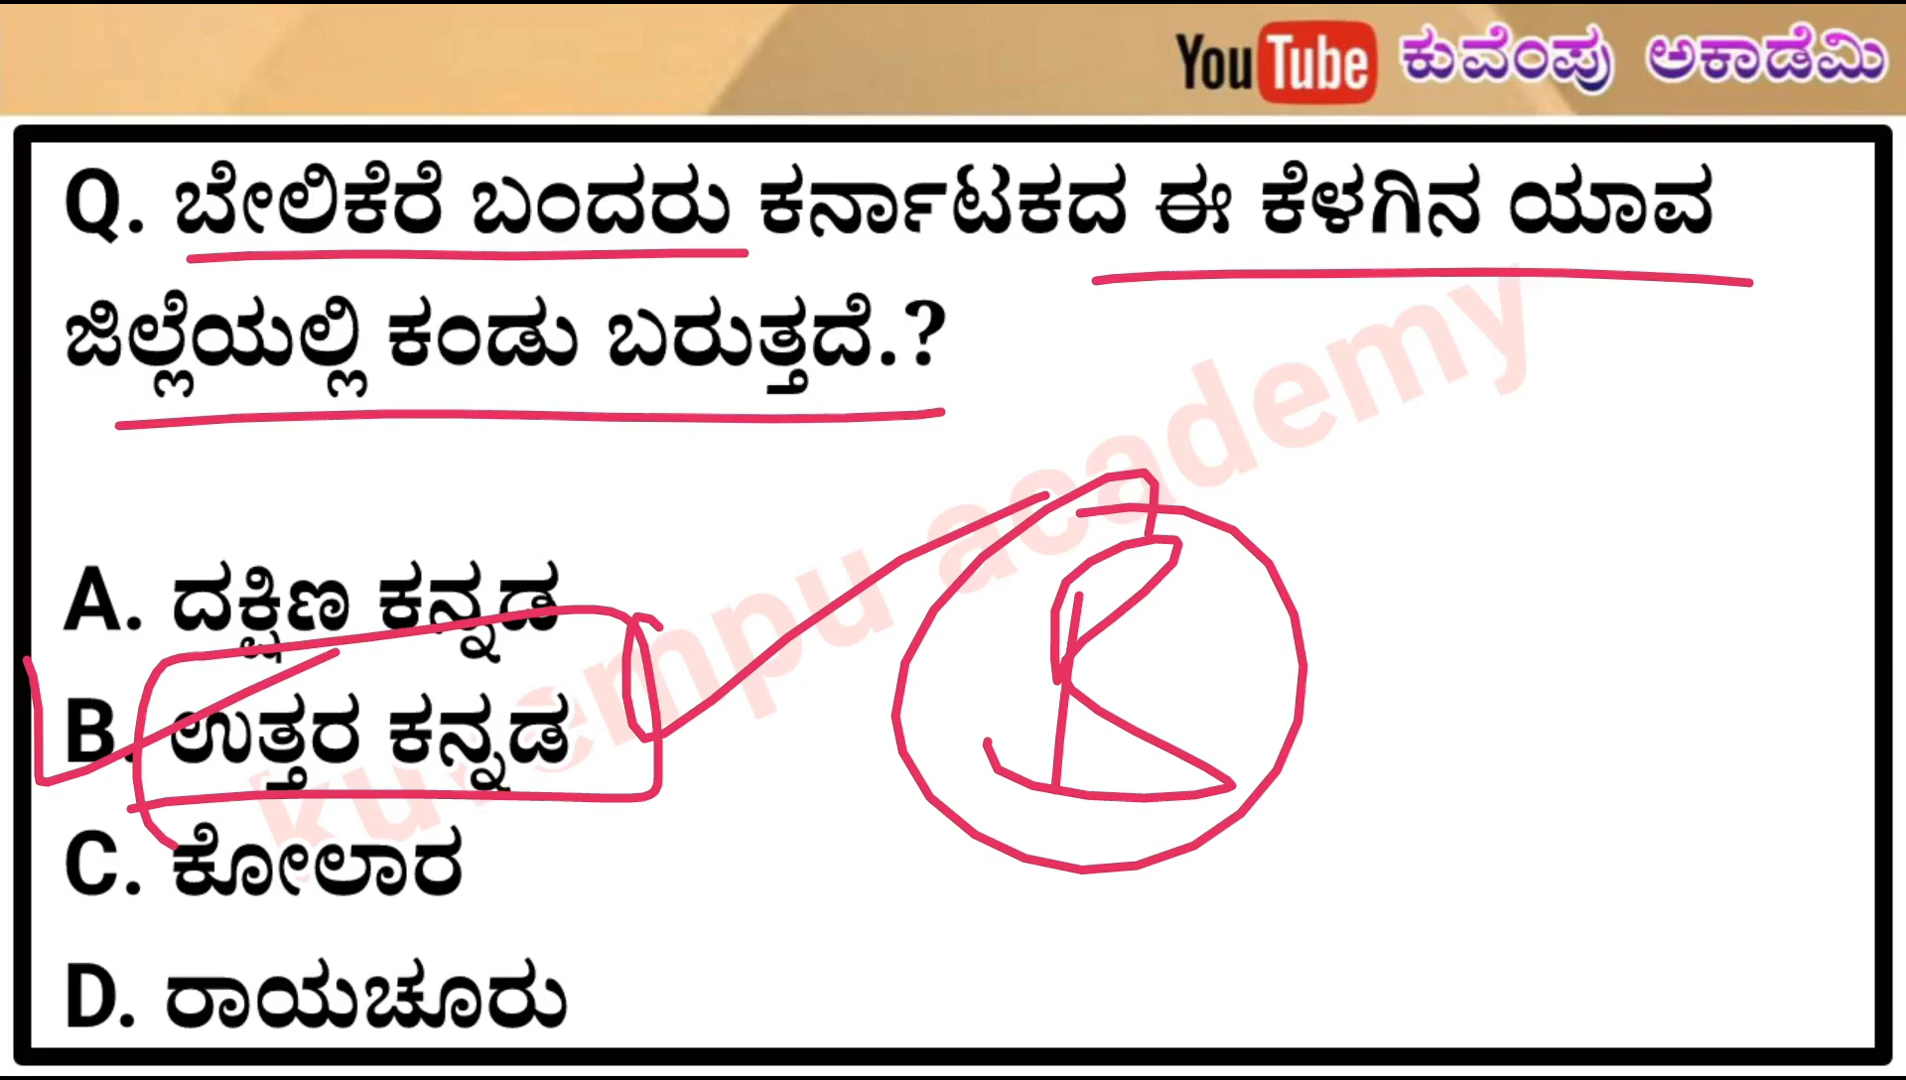 YouTube ಕುವೆಂಪು ಅಕಾಡೆಮಿ
Q. ಬೇಲಿಕೆರೆ ಬಂದರು ಕರ್ನಾಟಕದ ಈ ಕೆಳಗಿನ ಯಾವ
ಜಿಲ್ಲೆಯಲ್ಲಿ ಕಂಡು ಬರುತ್ತದೆ.?
kuvempu academy
A. ದಕ್ಷಿಣ ಕನ್ನಡ
B. ಉತ್ತರ ಕನ್ನಡ
C. ಕೋಲಾರ
D. ರಾಯಚೂರು